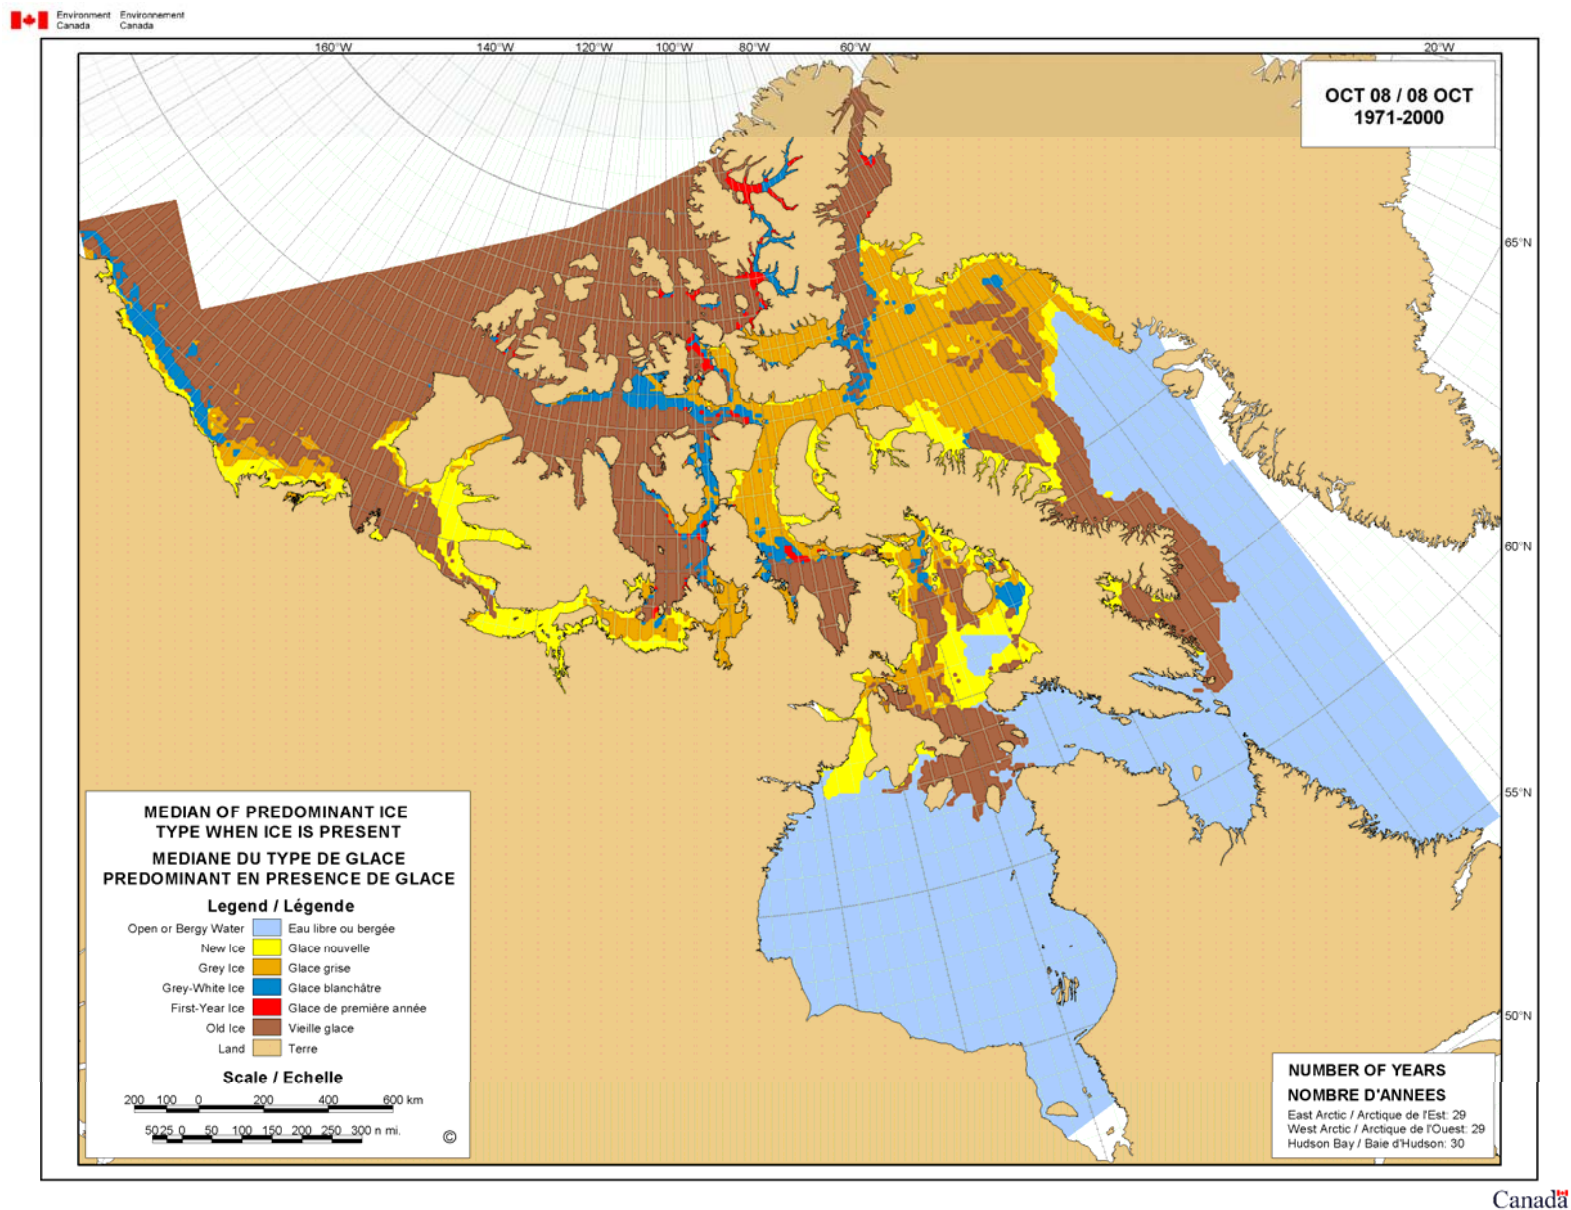 Environment Environnement
Canada Canada
160°W 140°W 120°W 100°W 80°W 60°W 20°W
OCT 08 / 08 OCT
1971-2000
65°N
60°N
55°N
50°N
MEDIAN OF PREDOMINANT ICE
TYPE WHEN ICE IS PRESENT
MEDIANE DU TYPE DE GLACE
PREDOMINANT EN PRESENCE DE GLACE
Legend / Légende
Open or Bergy Water Eau libre ou bergée
New Ice Glace nouvelle
Grey Ice Glace grise
Grey-White Ice Glace blanchâtre
First-Year Ice Glace de première année
Old Ice Vieille glace
Land Terre
Scale / Echelle
200 100 0 200 400 600 km
50 25 0 50 100 150 200 250 300 n mi.
©
NUMBER OF YEARS
NOMBRE D'ANNEES
East Arctic / Arctique de l'Est: 29
West Arctic / Arctique de l'Ouest: 29
Hudson Bay / Baie d'Hudson: 30
Canada